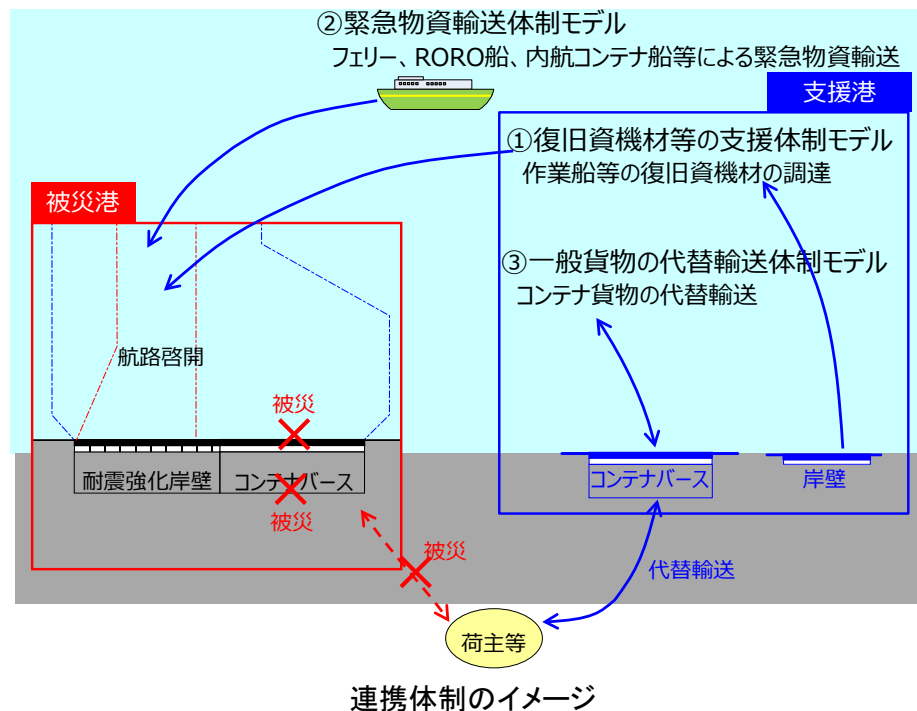 ②緊急物資輸送体制モデル
フェリー、RORO船、内航コンテナ船等による緊急物資輸送
支援港
①復旧資機材等の支援体制モデル
作業船等の復旧資機材の調達
被災港
③一般貨物の代替輸送体制モデル
コンテナ貨物の代替輸送
航路啓開
被災
耐震強化岸壁
コンテナバース
被災
コンテナバース
岸壁
被災
代替輸送
荷主等
連携体制のイメージ